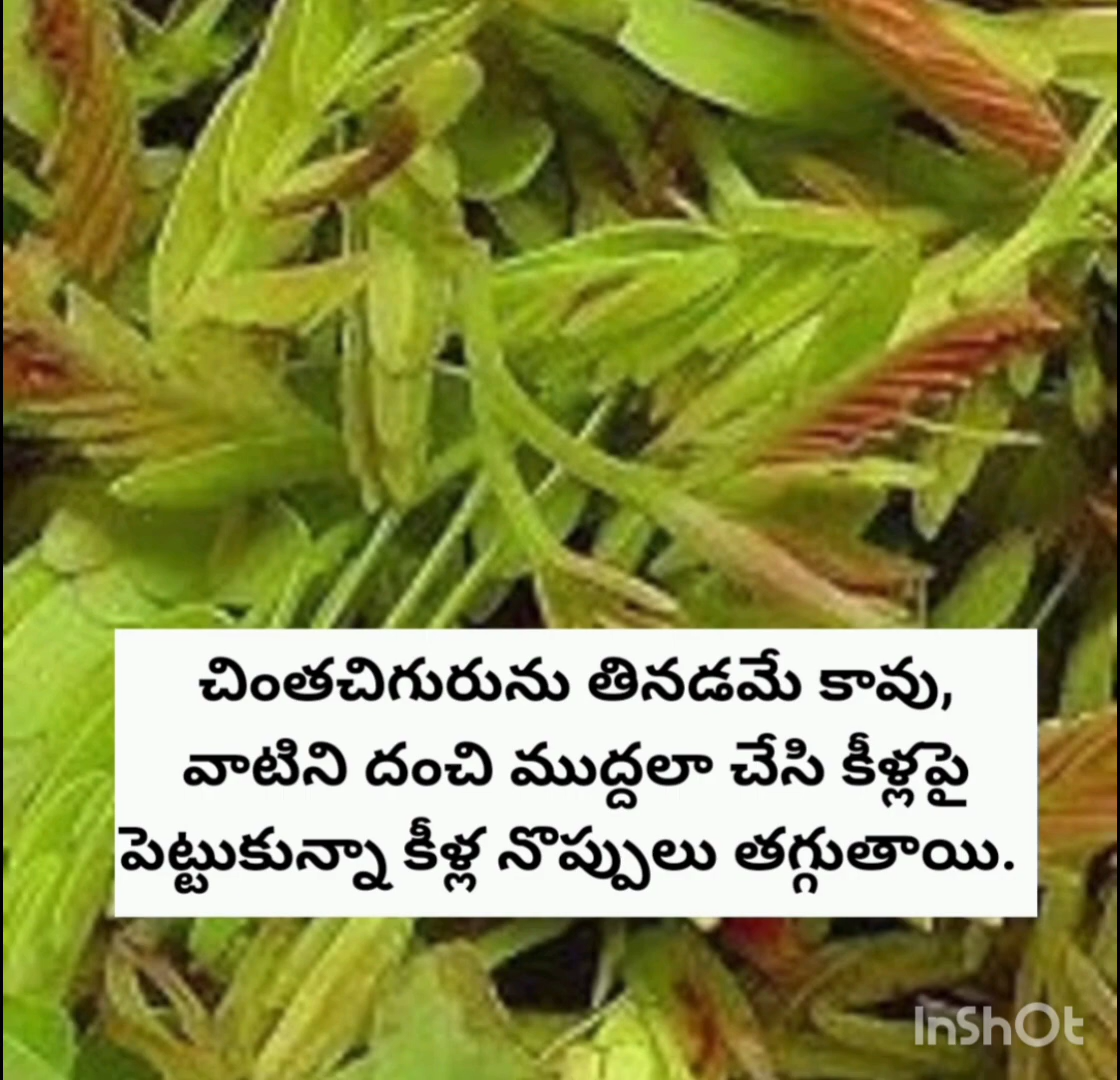 చింతచిగురును తినడమే కావు,
వాటిని దంచి ముద్దలా చేసి కీళ్లపై
పెట్టుకున్నా కీళ్ల నొప్పులు తగ్గుతాయి.
InShOt